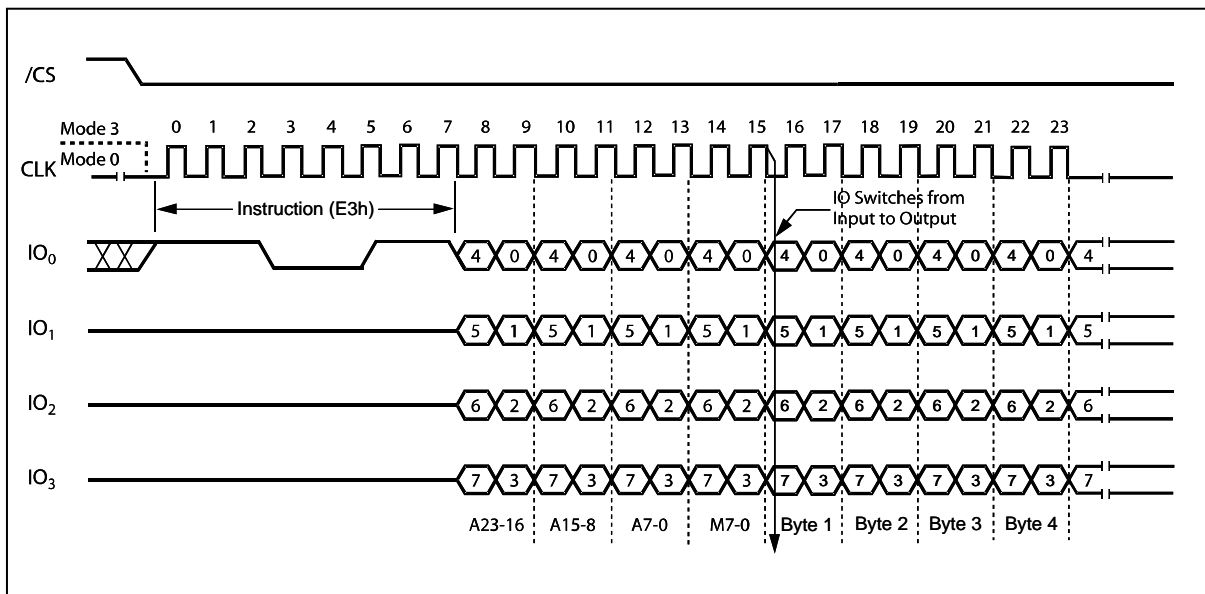 /CS
Mode 3
0 1 2 3 4 5 6 7 8 9 10 11 12 13 14 15 16 17 18 19 20 21 22 23
Mode 0
CLK
Instruction (E3h)
IO Switches from
Input to Output
IO0 4 0 4 0 4 0 4 0 4 0 4 0 4 0 4 0 4
IO1 5 1 5 1 5 1 5 1 5 1 5 1 5 1 5 1 5
IO2 6 2 6 2 6 2 6 2 6 2 6 2 6 2 6 2 6
IO3 7 3 7 3 7 3 7 3 7 3 7 3 7 3 7 3 7
A23-16 A15-8 A7-0 M7-0 Byte 1 Byte 2 Byte 3 Byte 4